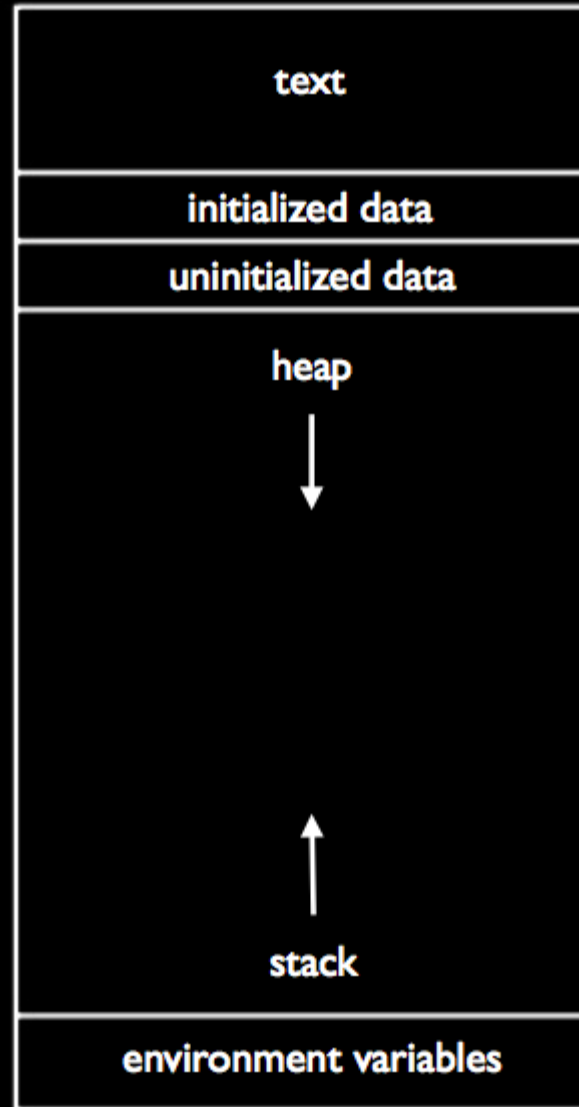 text
initialized data
uninitialized data
heap
stack
environment variables